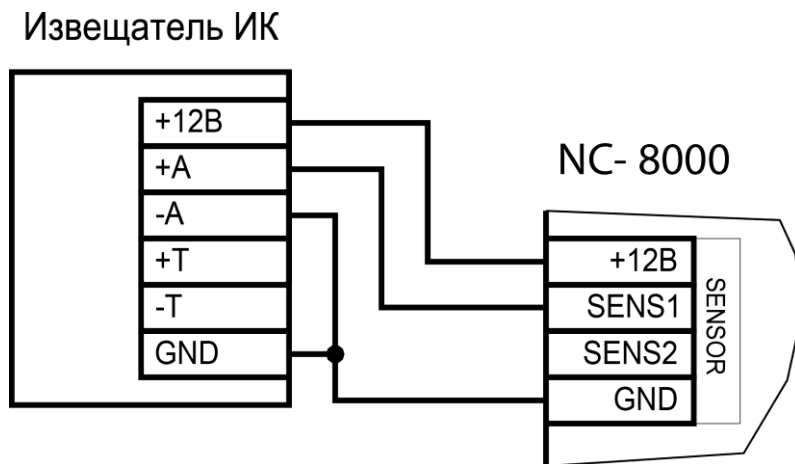 Извещатель ИК
+12В
+А
-А
+Т
-Т
GND
NC- 8000
+12В
SENS1
SENS2
GND
SENSOR